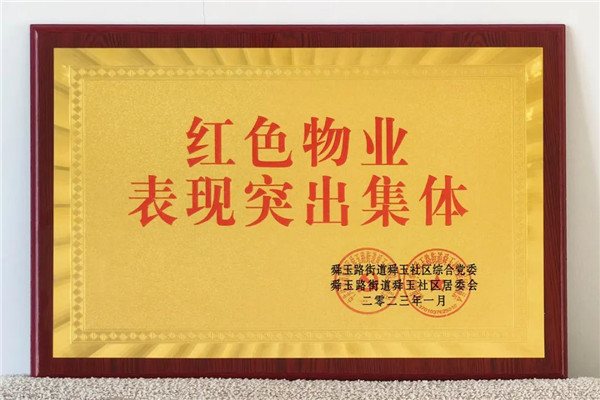 红色物业
表现突出集体
舜玉路街道舜玉社区综合党委
舜玉路街道舜玉社区居委会
二零二三年一月